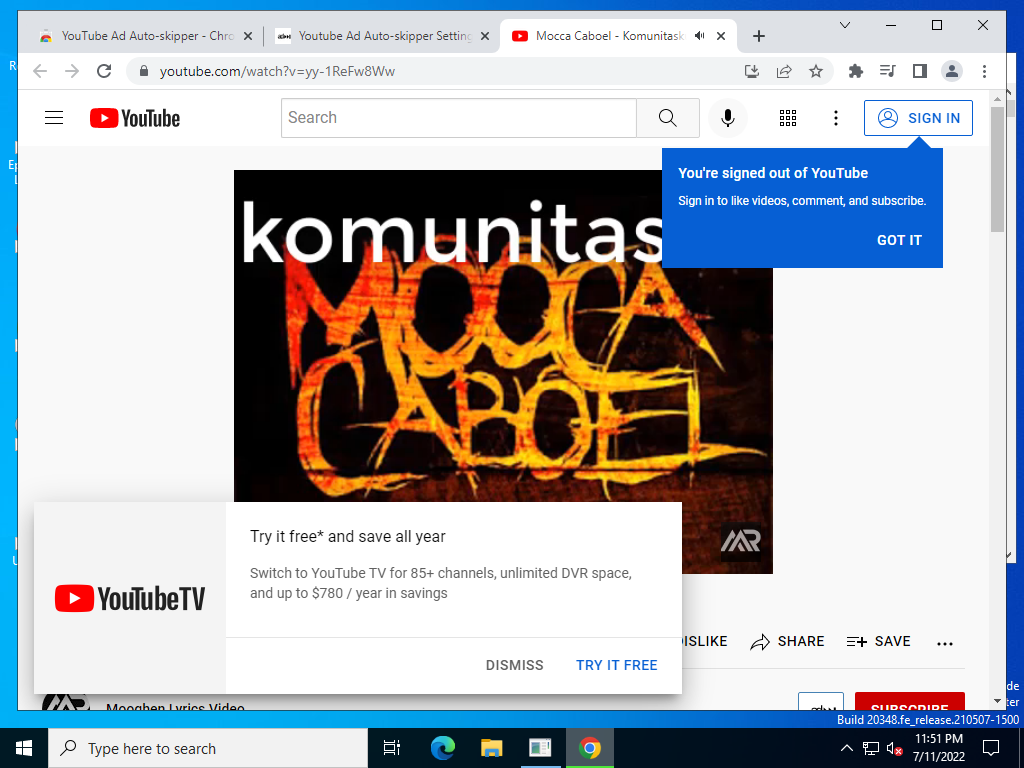 YouTube Ad Auto-skipper - Chro
Youtube Ad Auto-skipper Setting
Mocca Caboel - Komunitask
youtube.com/watch?v=yy-1ReFw8Ww
YouTube
Search
SIGN IN
You're signed out of YouTube
Sign in to like videos, comment, and subscribe.
GOT IT
komunitas
MOCCA
CABOEL
MR
Try it free* and save all year
Switch to YouTube TV for 85+ channels, unlimited DVR space,
and up to $780 / year in savings
YouTubeTV
DISMISS
TRY IT FREE
DISLIKE
SHARE
SAVE
Mooghen Lyrics Video
SUBSCRIBE
Build 20348.fe_release.210507-1500
Type here to search
11:51 PM
7/11/2022